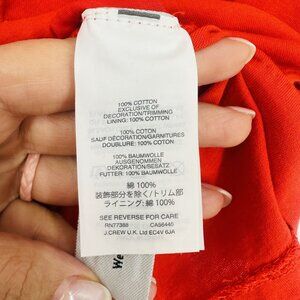 100% COTTON
EXCLUSIVE OF
DECORATION/TRIMMING
LINING: 100% COTTON
100% COTON
SAUF DÉCORATION/GARNITURES
DOUBLURE: 100% COTON
100% BAUMWOLLE
AUSGENOMMEN
DEKORATION/BESATZ
FUTTER: 100% BAUMWOLLE
綿 100%
装飾部分を除く/トリム部
ライニング: 綿 100%
SEE REVERSE FOR CARE
RN77388 CA56440
J.CREW U.K. Ltd EC4V 6JA
We